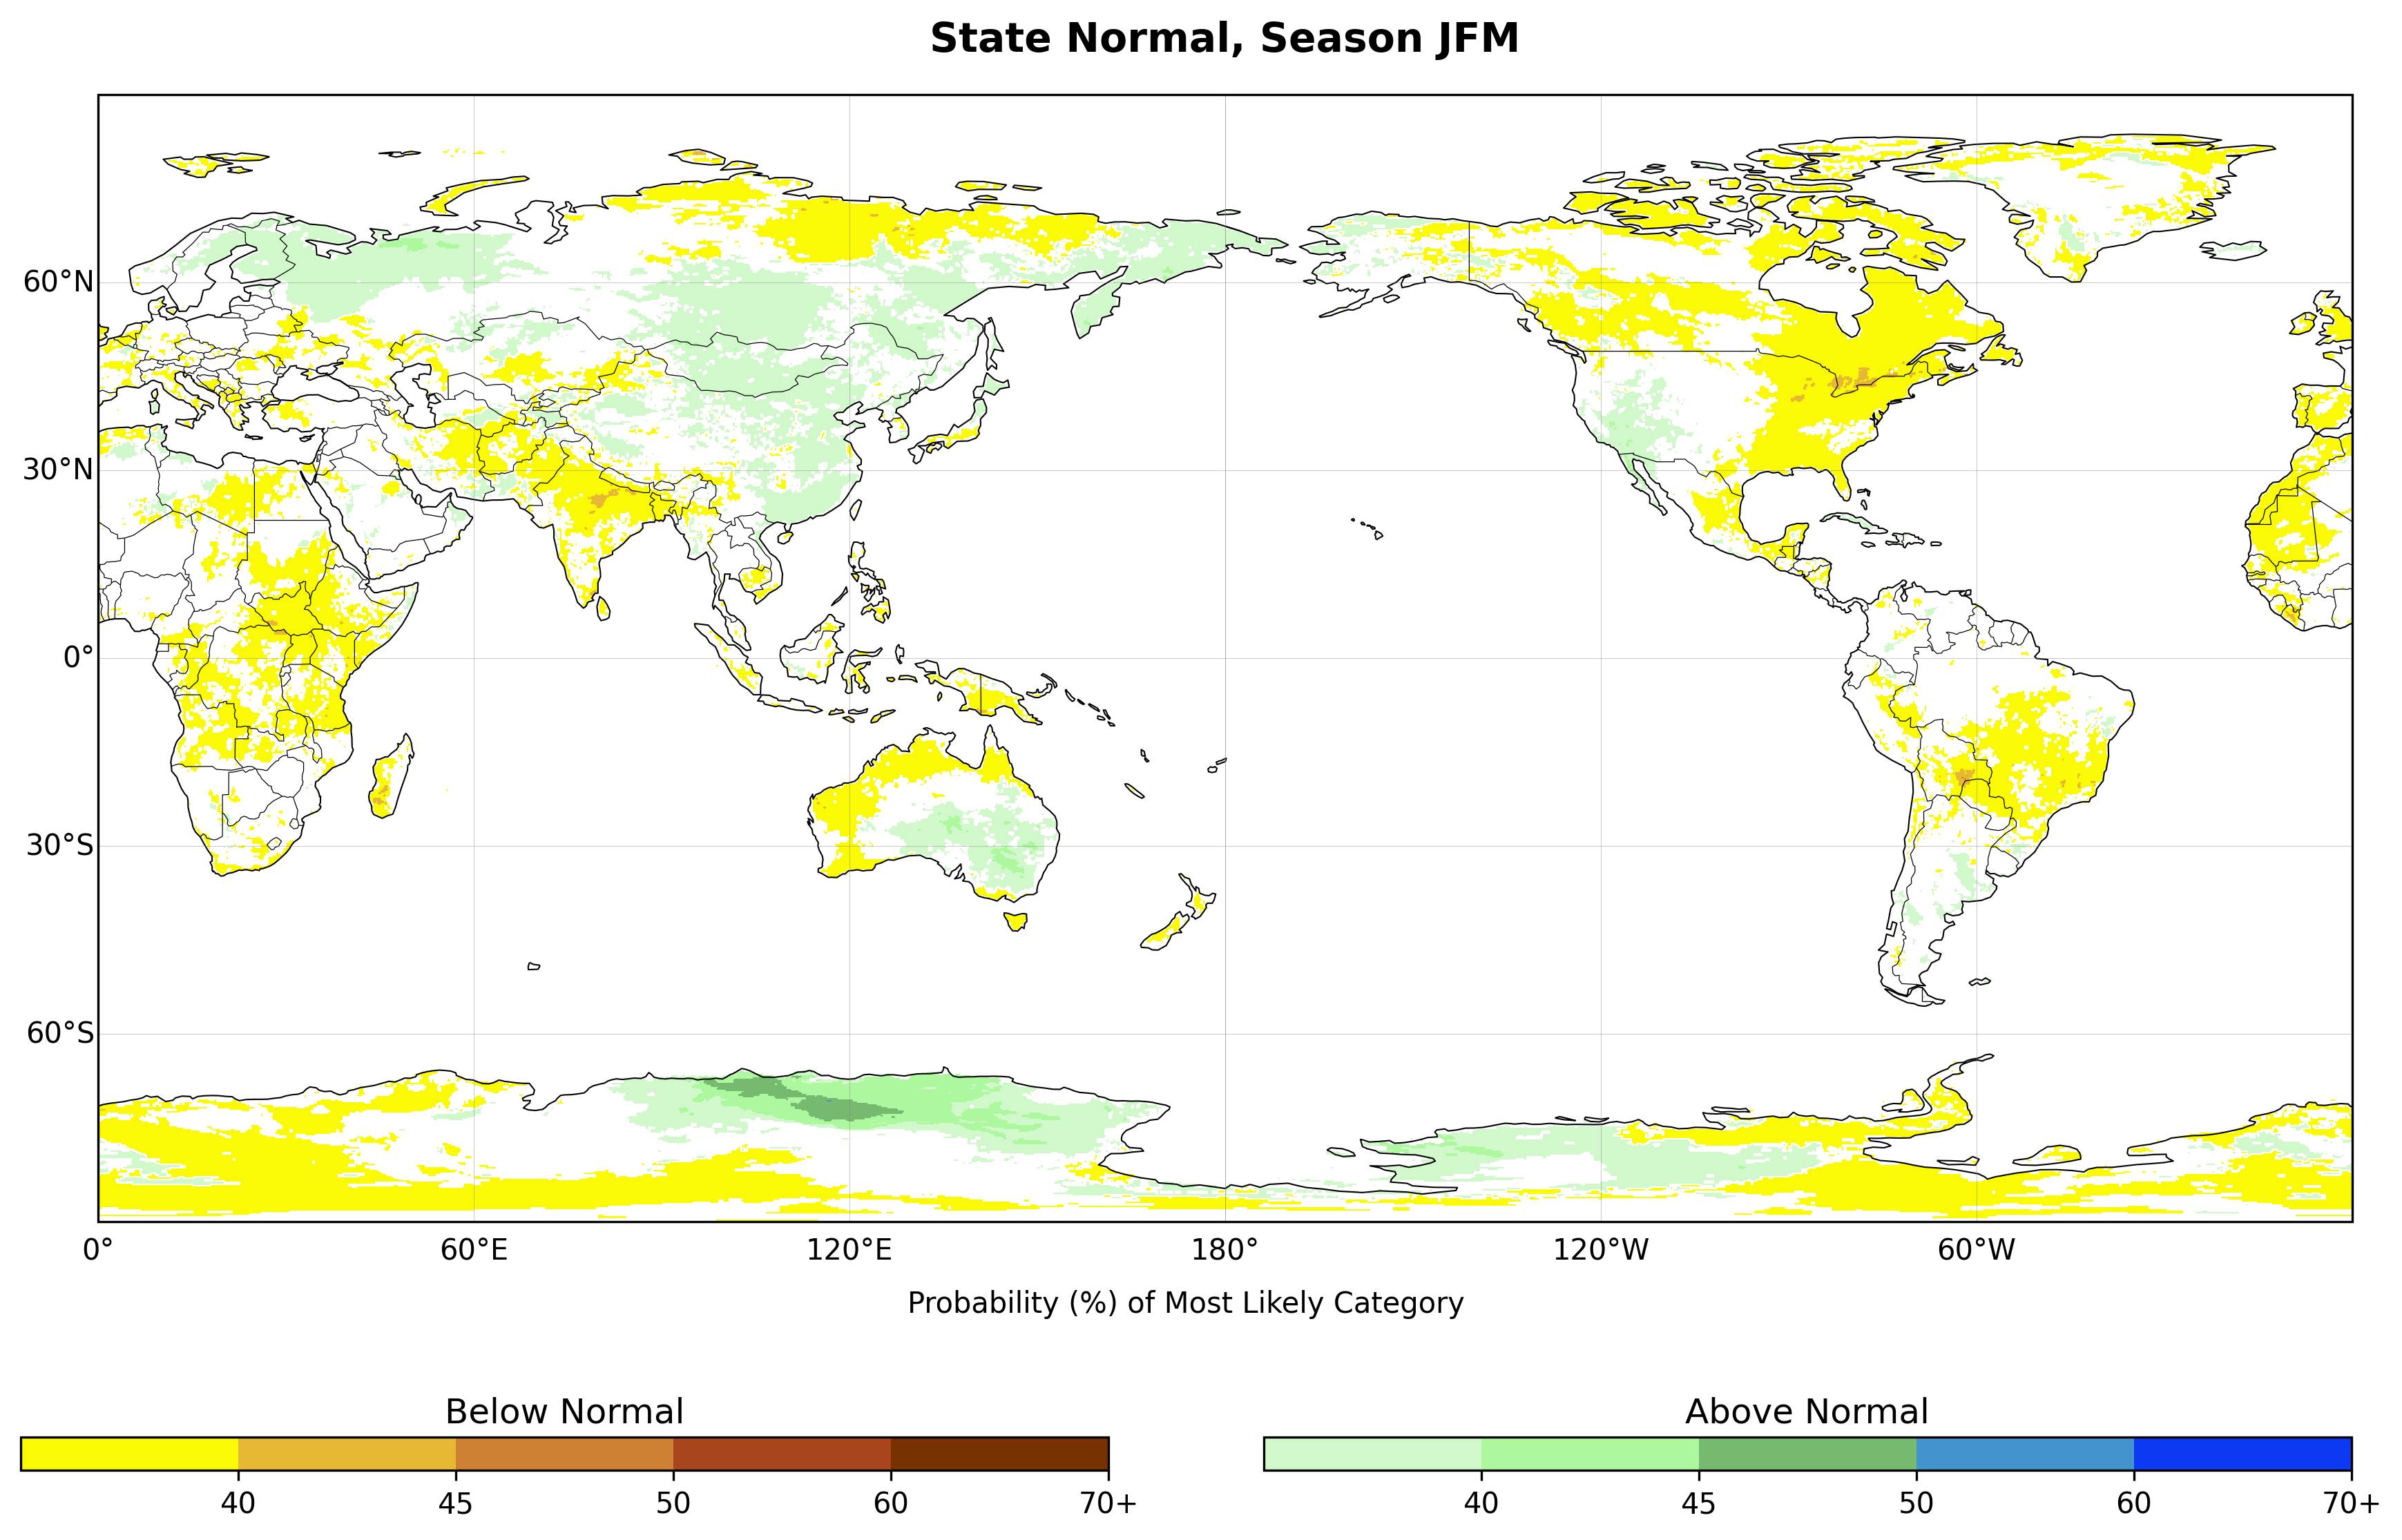 State Normal, Season JFM
60°N
30°N
0°
30°S
60°S
0° 60°E 120°E 180° 120°W 60°W
Probability (%) of Most Likely Category
Below Normal Above Normal
40 45 50 60 70+ 40 45 50 60 70+